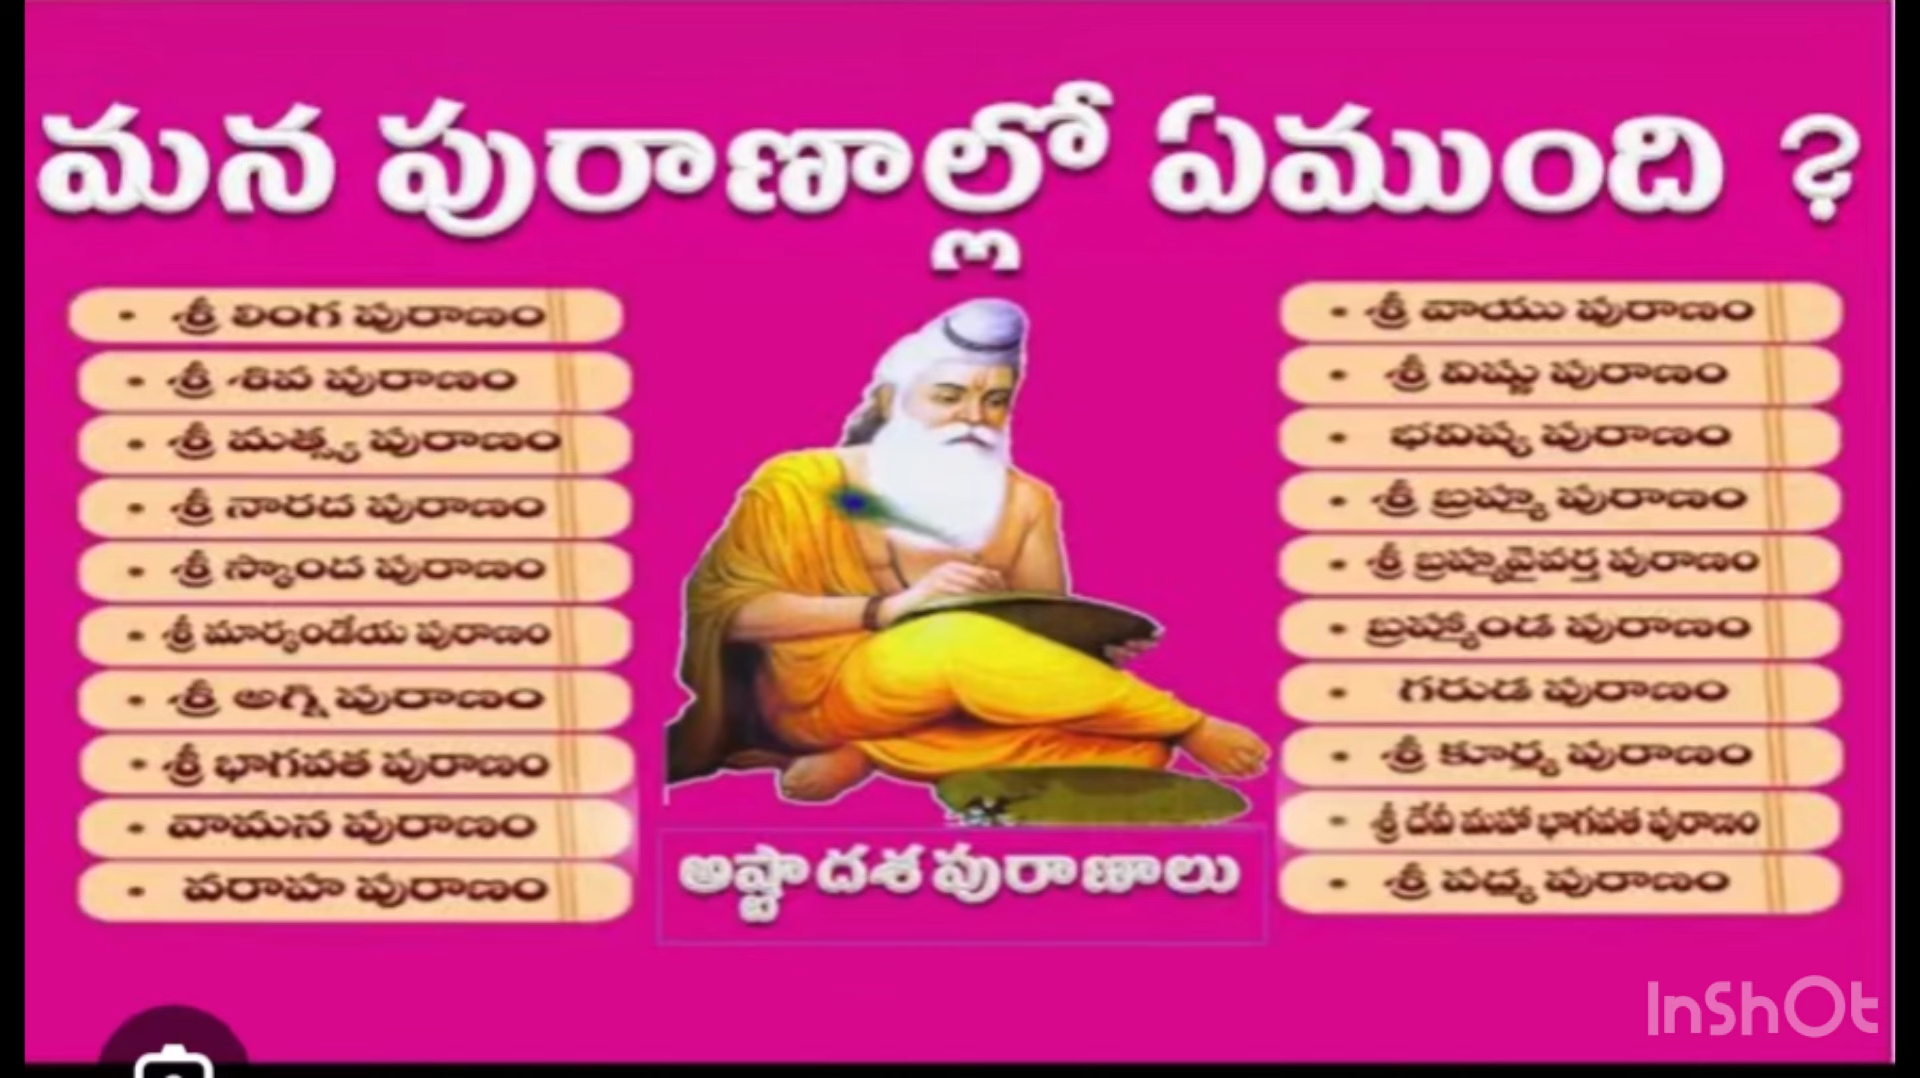 మన పురాణాల్లో ఏముంది ?
• శ్రీ లింగ పురాణం
• శ్రీ శివ పురాణం
• శ్రీ మత్స్య పురాణం
• శ్రీ నారద పురాణం
• శ్రీ స్కాంద పురాణం
• శ్రీ మార్కండేయ పురాణం
• శ్రీ అగ్ని పురాణం
• శ్రీ భాగవత పురాణం
• వామన పురాణం
• వరాహ పురాణం
అష్టాదశ పురాణాలు
• శ్రీ వాయు పురాణం
• శ్రీ విష్ణు పురాణం
• భవిష్య పురాణం
• శ్రీ బ్రహ్మ పురాణం
• శ్రీ బ్రహ్మవైవర్త పురాణం
• బ్రహ్మాండ పురాణం
• గరుడ పురాణం
• శ్రీ కూర్మ పురాణం
• శ్రీ దేవీ మహా భాగవత పురాణం
• శ్రీ పద్మ పురాణం
InShOt